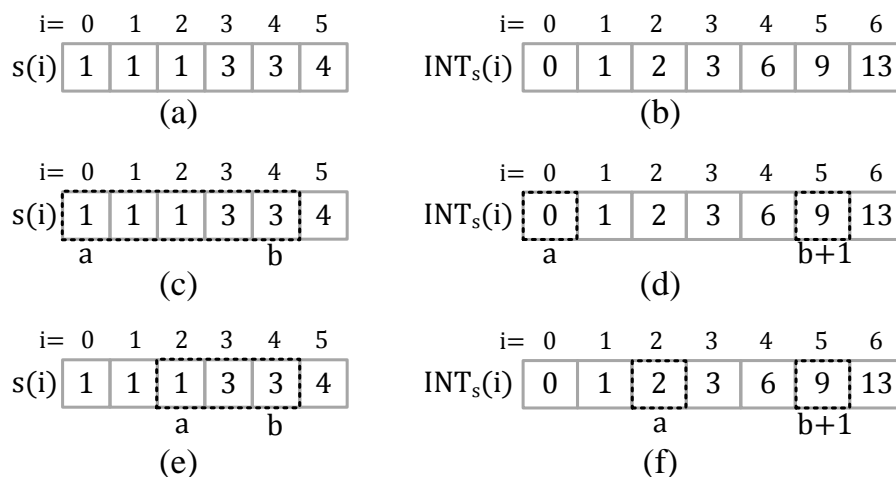 i= 0 1 2 3 4 5
s(i) 1 1 1 3 3 4
(a)
i= 0 1 2 3 4 5 6
INTₛ(i) 0 1 2 3 6 9 13
(b)
i= 0 1 2 3 4 5
s(i) 1 1 1 3 3 4
a b
(c)
i= 0 1 2 3 4 5 6
INTₛ(i) 0 1 2 3 6 9 13
a b+1
(d)
i= 0 1 2 3 4 5
s(i) 1 1 1 3 3 4
a b
(e)
i= 0 1 2 3 4 5 6
INTₛ(i) 0 1 2 3 6 9 13
a b+1
(f)